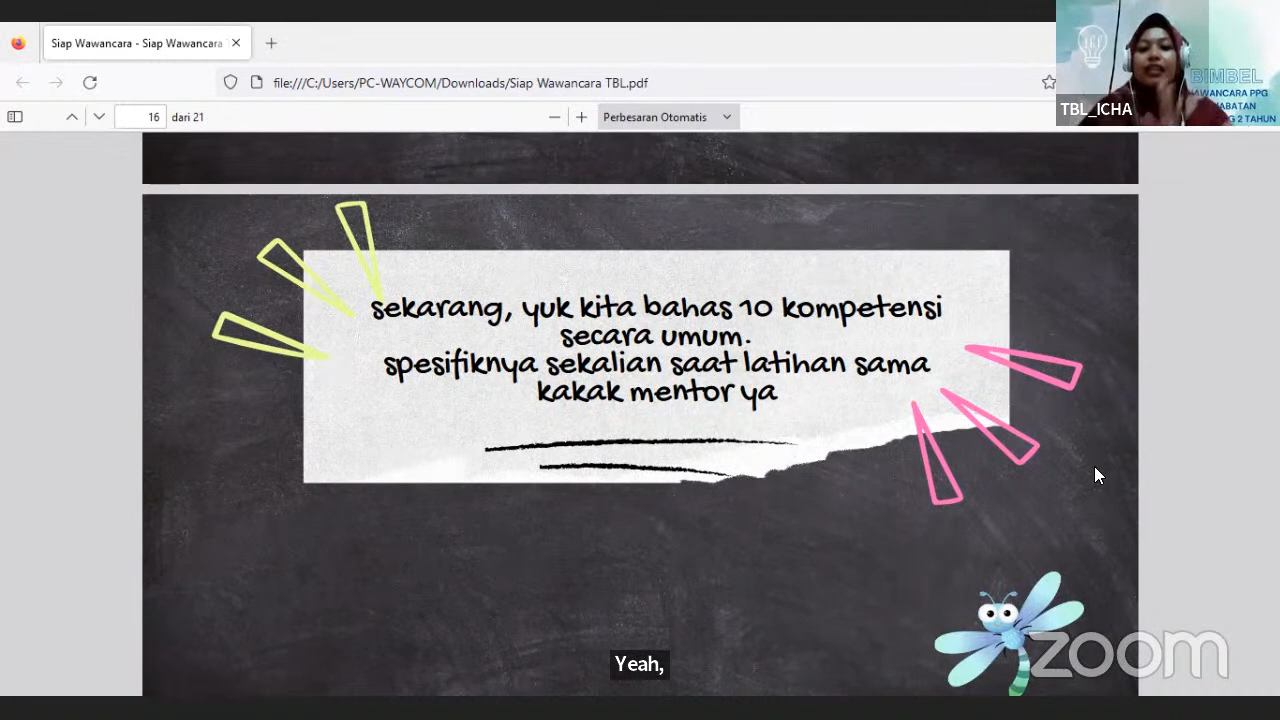 Siap Wawancara - Siap Wawancara
file:///C:/Users/PC-WAYCOM/Downloads/Siap Wawancara TBL.pdf
16 dari 21
Perbesaran Otomatis
BIMBEL
TBL_ICHA
2 TAHUN
sekarang, yuk kita bahas 10 kompetensi
secara umum.
spesifiknya sekalian saat latihan sama
kakak mentor ya
zoom
Yeah,